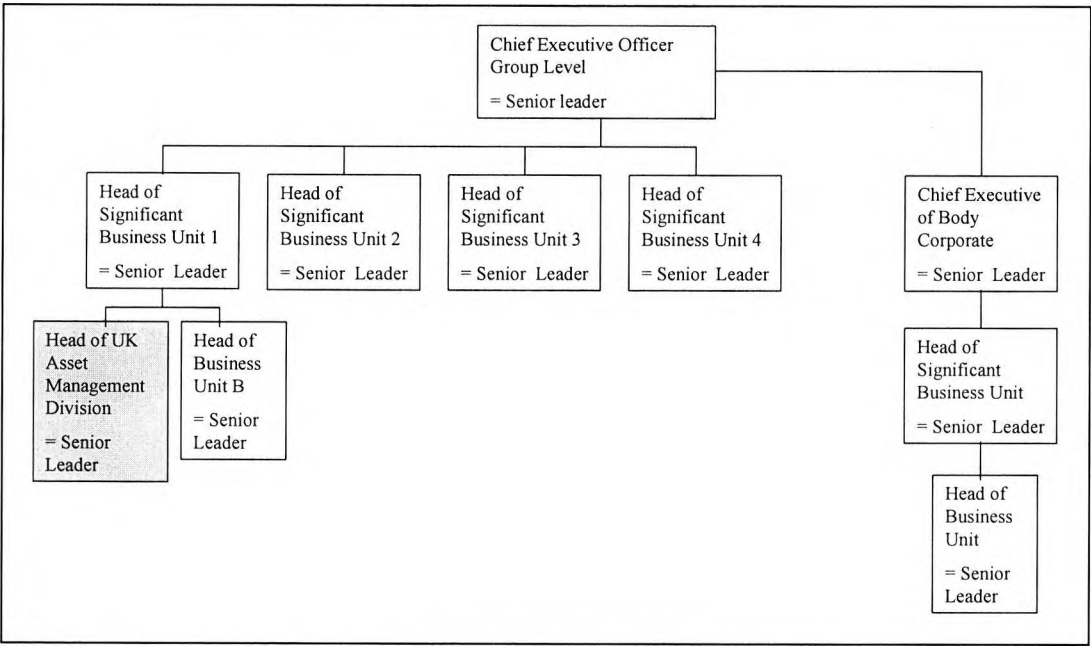 Chief Executive Officer
Group Level
= Senior leader
Head of
Significant
Business Unit 1
= Senior Leader
Head of
Significant
Business Unit 2
= Senior Leader
Head of
Significant
Business Unit 3
= Senior Leader
Head of
Significant
Business Unit 4
= Senior Leader
Chief Executive
of Body
Corporate
= Senior Leader
Head of UK
Asset
Management
Division
= Senior
Leader
Head of
Business
Unit B
= Senior
Leader
Head of
Significant
Business Unit
= Senior Leader
Head of
Business
Unit
= Senior
Leader